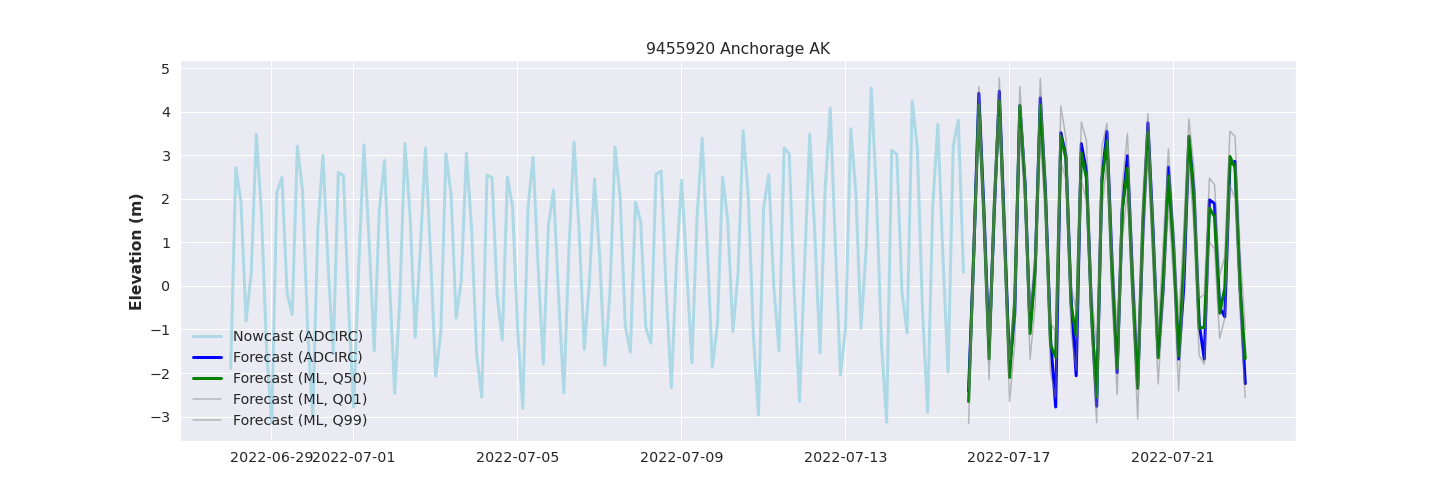 9455920 Anchorage AK
5
4
3
2
1
0
−1
−2
−3
Elevation (m)
Nowcast (ADCIRC)
Forecast (ADCIRC)
Forecast (ML, Q50)
Forecast (ML, Q01)
Forecast (ML, Q99)
2022-06-29 2022-07-01 2022-07-05 2022-07-09 2022-07-13 2022-07-17 2022-07-21